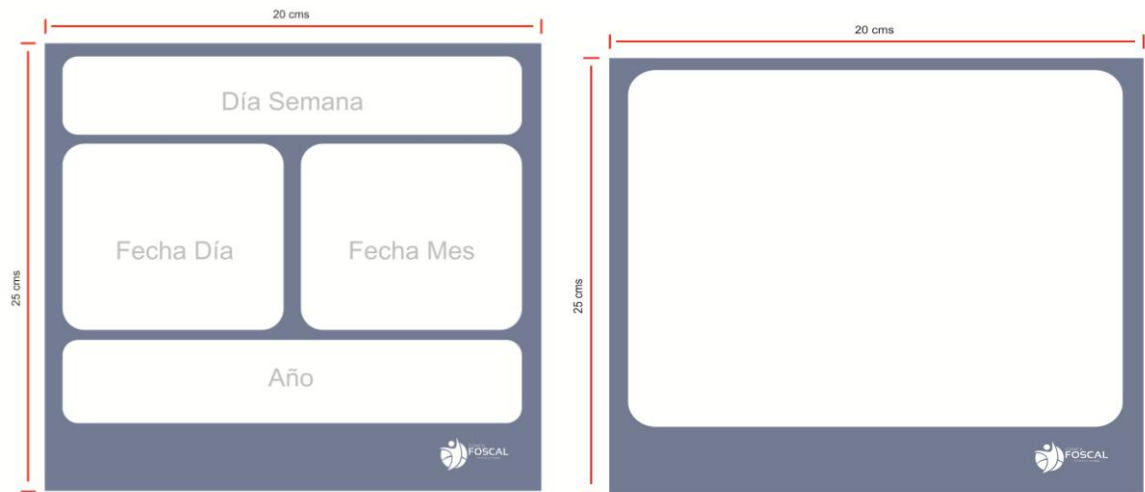 20 cms
25 cms
Día Semana
Fecha Día
Fecha Mes
Año
FOSCAL
20 cms
25 cms
FOSCAL